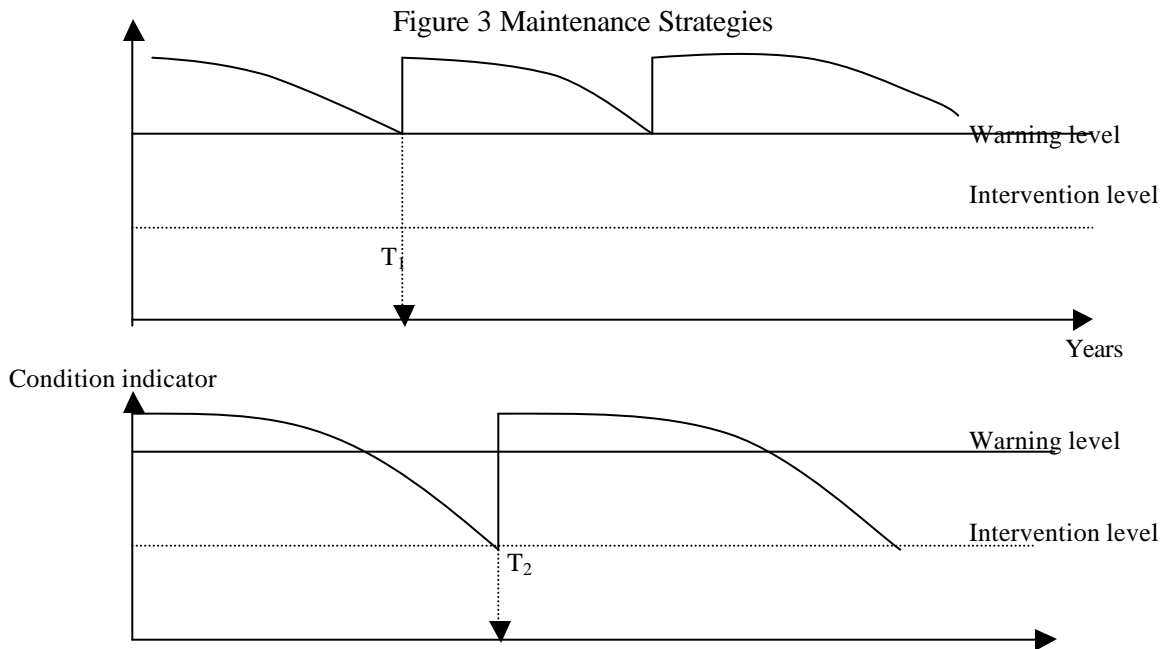 Figure 3 Maintenance Strategies
Warning level
Intervention level
T₁
Years
Condition indicator
Warning level
Intervention level
T₂